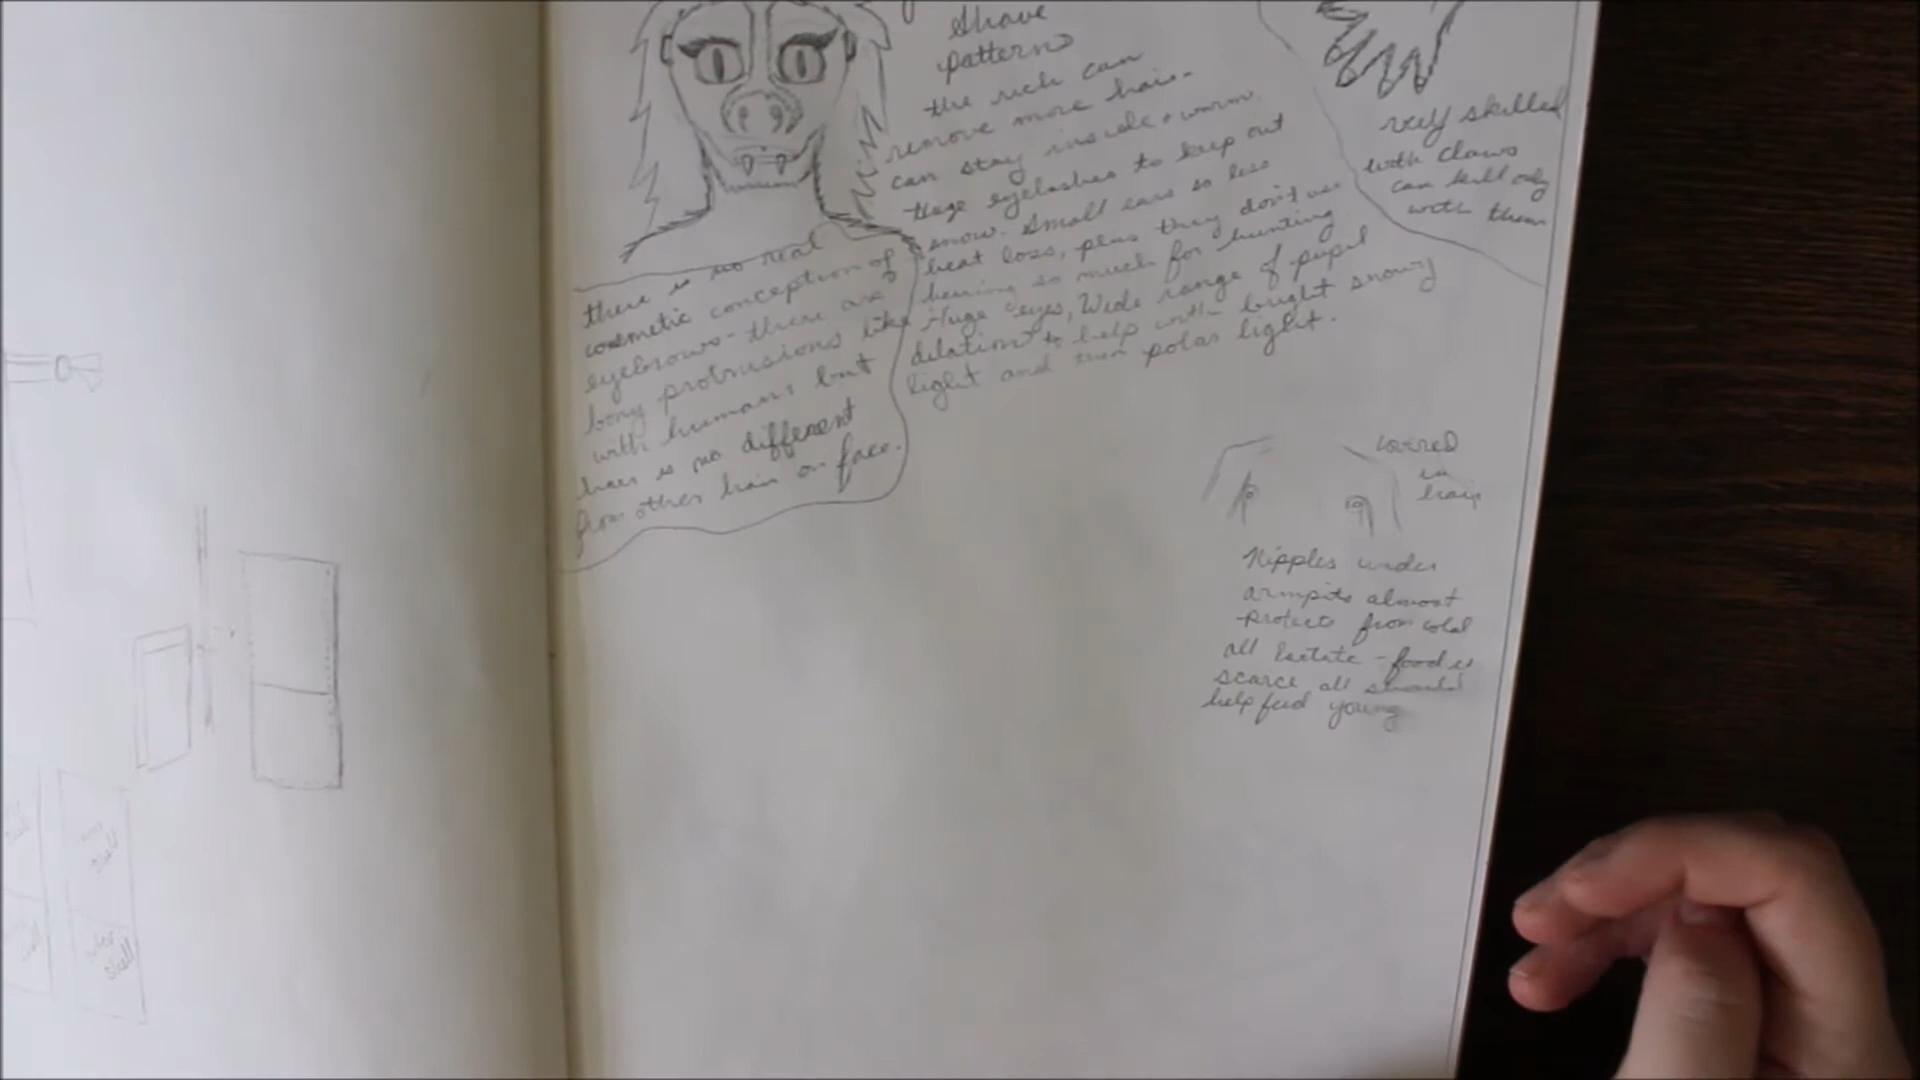 Shave
pattern
the rich can
remove more hair-
can stay inside + warm.
Huge eyelashes to keep out
snow. Small ears so less
heat loss, plus they don't use
hearing so much for hunting
Huge eyes, Wide range of pupil
dilation to help with bright snowy
light and polar light.
there is no real
cosmetic conception of
eyebrows - there are
bony protrusions like
with humans but
hair is no different
from other hair on face.
very skilled
with claws
can kill only
with them
covered
in
hair
Nipples under
armpits almost
protects from cold
all lactate - food is
scarce all should
help feed young
shell
outer
shell